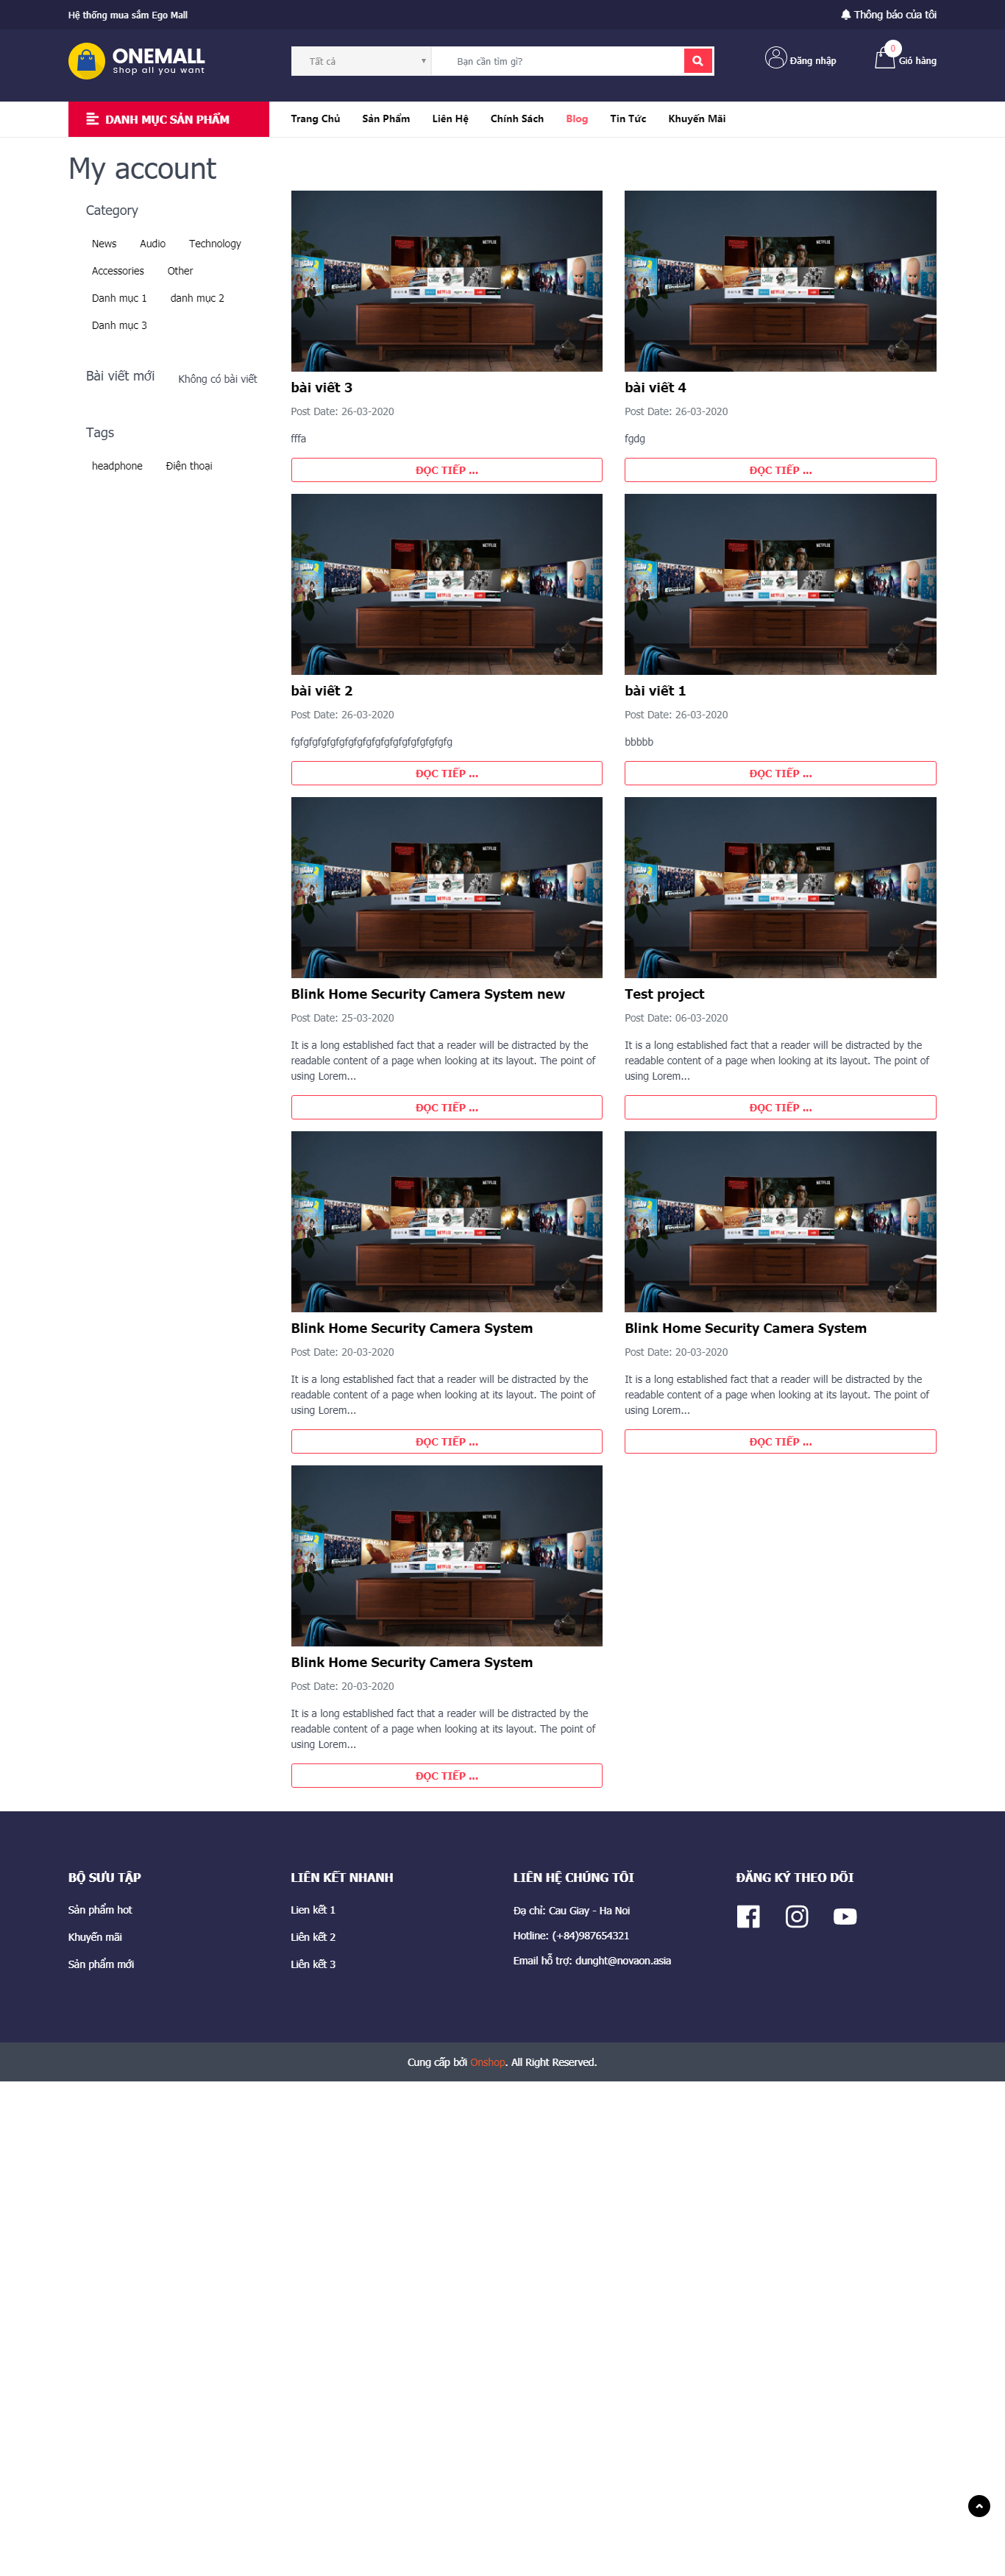 Hệ thống mua sắm Ego Mall
Thông báo của tôi
ONEMALL
Shop all you want
Tất cả
Bạn cần tìm gì?
Đăng nhập
0
Giỏ hàng
DANH MỤC SẢN PHẨM
Trang Chủ
Sản Phẩm
Liên Hệ
Chính Sách
Blog
Tin Tức
Khuyến Mãi
My account
Category
News
Audio
Technology
Accessories
Other
Danh mục 1
danh mục 2
Danh mục 3
Bài viết mới
Không có bài viết
Tags
headphone
Điện thoại
bài viết 3
Post Date: 26-03-2020
fffa
ĐỌC TIẾP ...
bài viết 4
Post Date: 26-03-2020
fgdg
ĐỌC TIẾP ...
bài viết 2
Post Date: 26-03-2020
fgfgfgfgfgfgfgfgfgfgfgfgfgfgfgfgfgfg
ĐỌC TIẾP ...
bài viết 1
Post Date: 26-03-2020
bbbbb
ĐỌC TIẾP ...
Blink Home Security Camera System new
Post Date: 25-03-2020
It is a long established fact that a reader will be distracted by the
readable content of a page when looking at its layout. The point of
using Lorem...
ĐỌC TIẾP ...
Test project
Post Date: 06-03-2020
It is a long established fact that a reader will be distracted by the
readable content of a page when looking at its layout. The point of
using Lorem...
ĐỌC TIẾP ...
Blink Home Security Camera System
Post Date: 20-03-2020
It is a long established fact that a reader will be distracted by the
readable content of a page when looking at its layout. The point of
using Lorem...
ĐỌC TIẾP ...
Blink Home Security Camera System
Post Date: 20-03-2020
It is a long established fact that a reader will be distracted by the
readable content of a page when looking at its layout. The point of
using Lorem...
ĐỌC TIẾP ...
Blink Home Security Camera System
Post Date: 20-03-2020
It is a long established fact that a reader will be distracted by the
readable content of a page when looking at its layout. The point of
using Lorem...
ĐỌC TIẾP ...
BỘ SƯU TẬP
Sản phẩm hot
Khuyến mãi
Sản phẩm mới
LIÊN KẾT NHANH
Lien kết 1
Liên kết 2
Liên kết 3
LIÊN HỆ CHÚNG TÔI
Đạ chỉ: Cau Giay - Ha Noi
Hotline: (+84)987654321
Email hỗ trợ: dunght@novaon.asia
ĐĂNG KÝ THEO DÕI
Cung cấp bởi Onshop. All Right Reserved.